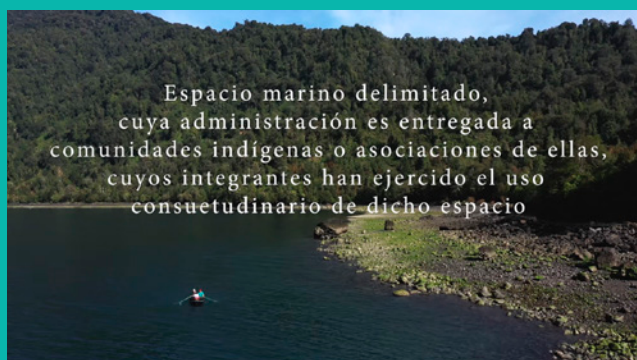 Espacio marino delimitado,
cuya administración es entregada a
comunidades indígenas o asociaciones de ellas,
cuyos integrantes han ejercido el uso
consuetudinario de dicho espacio